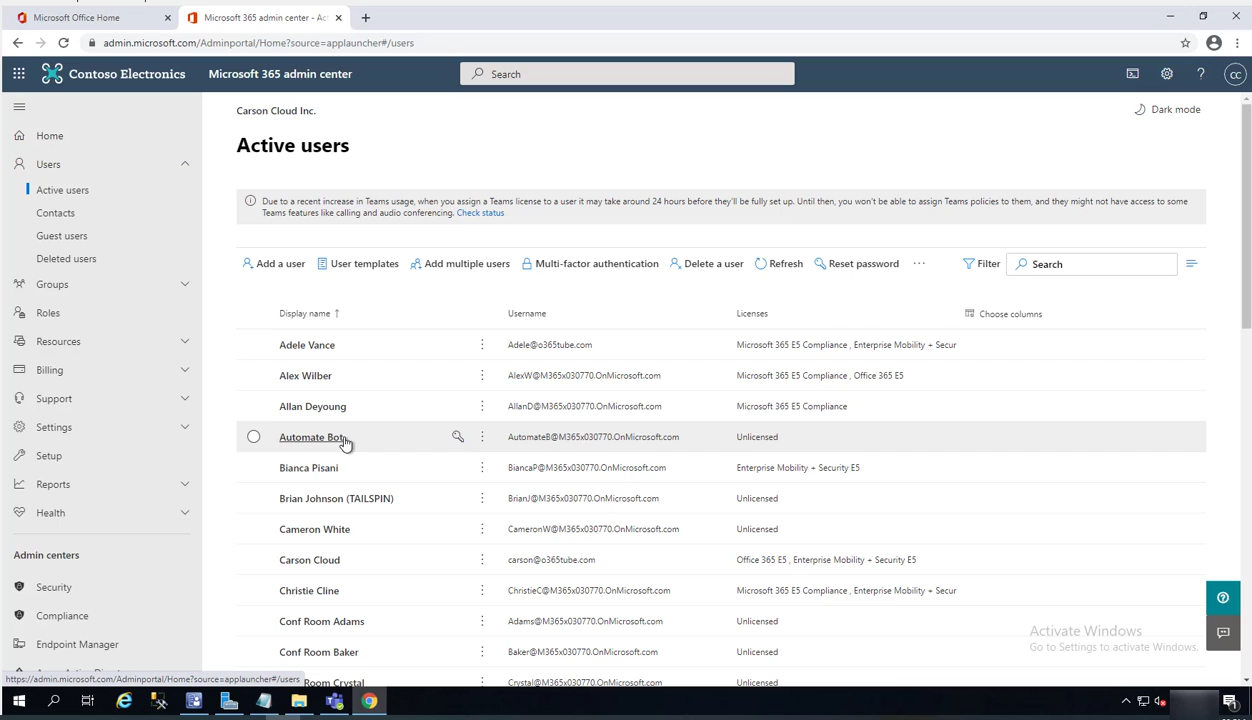 Microsoft Office Home
Microsoft 365 admin center - Act
admin.microsoft.com/Adminportal/Home?source=applauncher#/users
Contoso Electronics
Microsoft 365 admin center
Search
CC
Carson Cloud Inc.
Dark mode
Active users
Due to a recent increase in Teams usage, when you assign a Teams license to a user it may take around 24 hours before they'll be fully set up. Until then, you won't be able to assign Teams policies to them, and they might not have access to some
Teams features like calling and audio conferencing. Check status
Home
Users
Active users
Contacts
Guest users
Deleted users
Groups
Roles
Resources
Billing
Support
Settings
Setup
Reports
Health
Admin centers
Security
Compliance
Endpoint Manager
Add a user
User templates
Add multiple users
Multi-factor authentication
Delete a user
Refresh
Reset password
Filter
Search
Display name ↑ Username Licenses Choose columns
Adele Vance Adele@o365tube.com Microsoft 365 E5 Compliance , Enterprise Mobility + Secur
Alex Wilber AlexW@M365x030770.OnMicrosoft.com Microsoft 365 E5 Compliance , Office 365 E5
Allan Deyoung AllanD@M365x030770.OnMicrosoft.com Microsoft 365 E5 Compliance
Automate Bot AutomateB@M365x030770.OnMicrosoft.com Unlicensed
Bianca Pisani BiancaP@M365x030770.OnMicrosoft.com Enterprise Mobility + Security E5
Brian Johnson (TAILSPIN) BrianJ@M365x030770.OnMicrosoft.com Unlicensed
Cameron White CameronW@M365x030770.OnMicrosoft.com Unlicensed
Carson Cloud carson@o365tube.com Office 365 E5 , Enterprise Mobility + Security E5
Christie Cline ChristieC@M365x030770.OnMicrosoft.com Microsoft 365 E5 Compliance , Enterprise Mobility + Secur
Conf Room Adams Adams@M365x030770.OnMicrosoft.com Unlicensed
Conf Room Baker Baker@M365x030770.OnMicrosoft.com Unlicensed
Room Crystal Crystal@M365x030770.OnMicrosoft.com Unlicensed
Activate Windows
Go to Settings to activate Windows.
https://admin.microsoft.com/Adminportal/Home?source=applauncher#/users